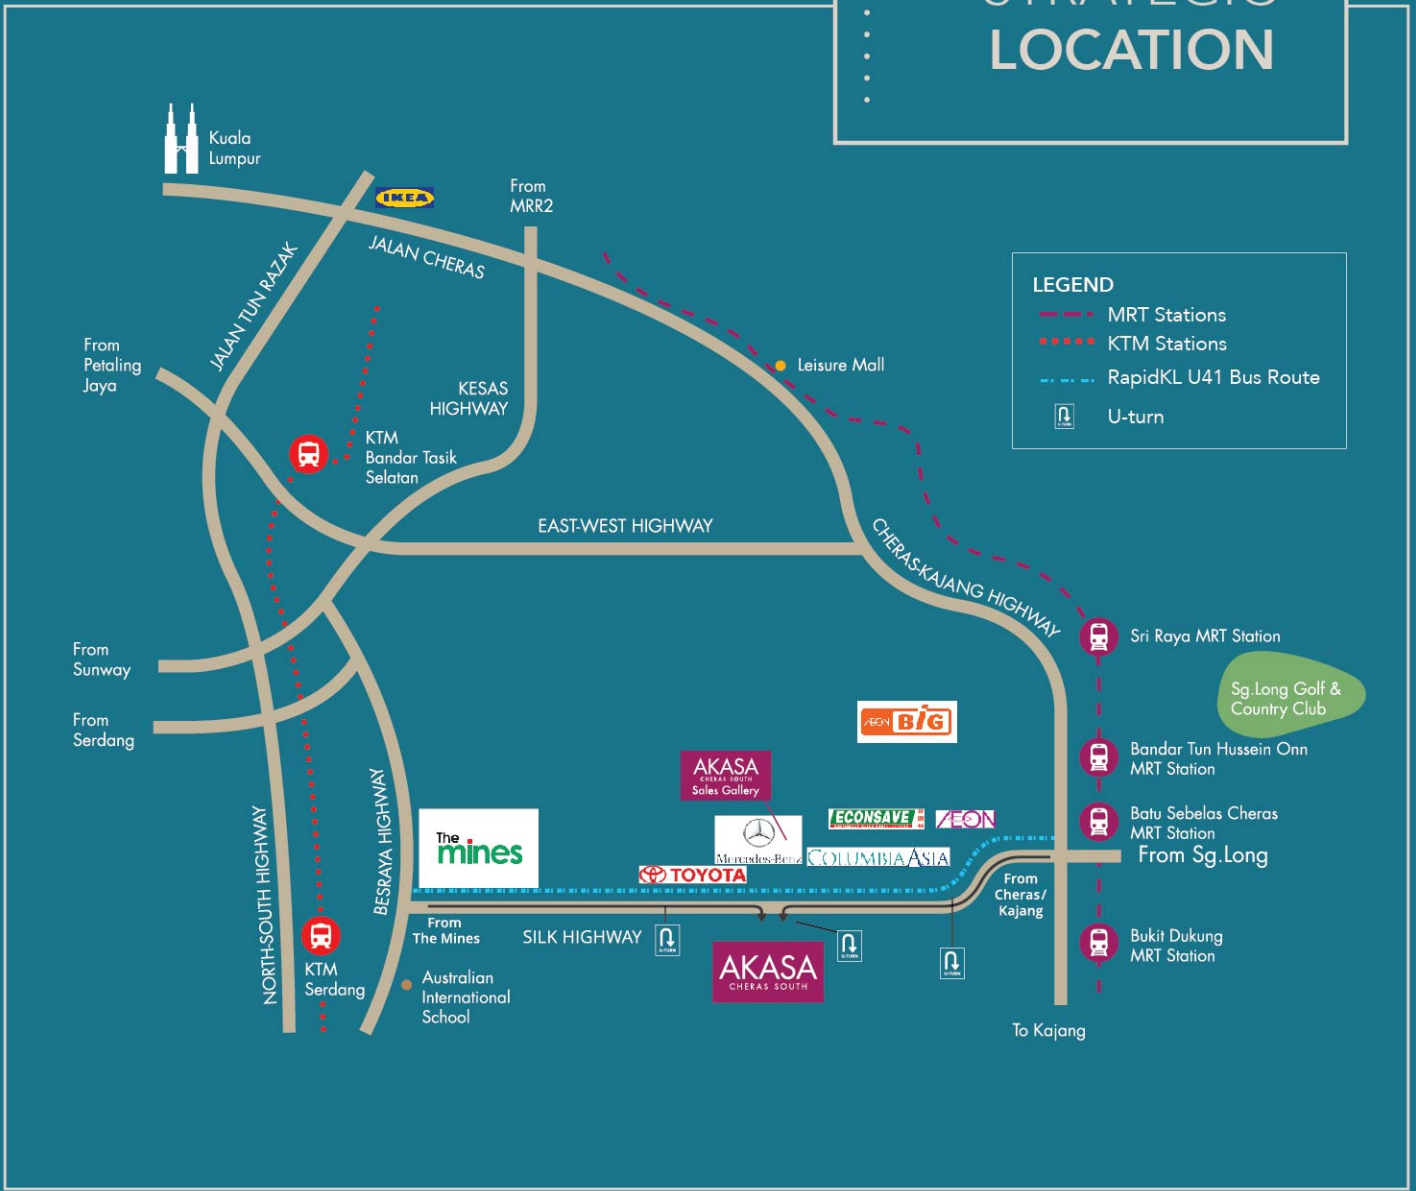 STRATEGIC
LOCATION
Kuala
Lumpur
IKEA
From
MRR2
JALAN CHERAS
JALAN TUN RAZAK
LEGEND
MRT Stations
KTM Stations
RapidKL U41 Bus Route
U-turn
From
Petaling
Jaya
Leisure Mall
KESAS
HIGHWAY
KTM
Bandar Tasik
Selatan
EAST-WEST HIGHWAY
CHERAS-KAJANG HIGHWAY
Sri Raya MRT Station
From
Sunway
Sg.Long Golf &
Country Club
From
Serdang
AEON BiG
Bandar Tun Hussein Onn
MRT Station
AKASA
CHERAS SOUTH
Sales Gallery
NORTH-SOUTH HIGHWAY
BESRAYA HIGHWAY
The
mines
ECONSAVE
AEON
Batu Sebelas Cheras
MRT Station
From Sg.Long
Mercedes-Benz
COLUMBIA ASIA
TOYOTA
From
Cheras/
Kajang
From
The Mines
SILK HIGHWAY
U-TURN
U-TURN
U-TURN
Bukit Dukung
MRT Station
AKASA
CHERAS SOUTH
KTM
Serdang
Australian
International
School
To Kajang